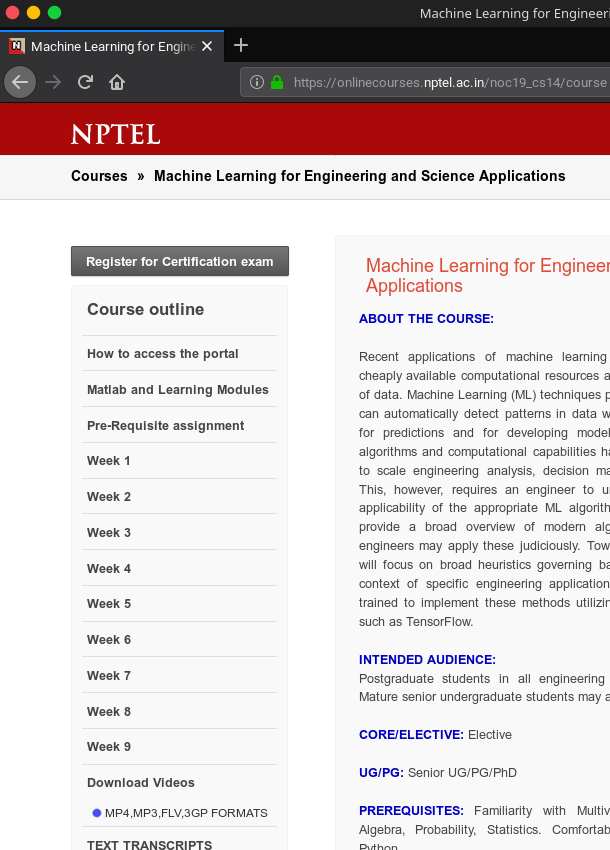 Machine Learning for Engineeri
Machine Learning for Engine
https://onlinecourses.nptel.ac.in/noc19_cs14/course
NPTEL
Courses » Machine Learning for Engineering and Science Applications
Register for Certification exam
Course outline
How to access the portal
Matlab and Learning Modules
Pre-Requisite assignment
Week 1
Week 2
Week 3
Week 4
Week 5
Week 6
Week 7
Week 8
Week 9
Download Videos
MP4,MP3,FLV,3GP FORMATS
TEXT TRANSCRIPTS
Machine Learning for Engineer
Applications
ABOUT THE COURSE:
Recent applications of machine learning
cheaply available computational resources a
of data. Machine Learning (ML) techniques p
can automatically detect patterns in data w
for predictions and for developing model
algorithms and computational capabilities ha
to scale engineering analysis, decision ma
This, however, requires an engineer to u
applicability of the appropriate ML algorith
provide a broad overview of modern alg
engineers may apply these judiciously. Tow
will focus on broad heuristics governing ba
context of specific engineering application
trained to implement these methods utilizin
such as TensorFlow.
INTENDED AUDIENCE:
Postgraduate students in all engineering
Mature senior undergraduate students may a
CORE/ELECTIVE: Elective
UG/PG: Senior UG/PG/PhD
PREREQUISITES: Familiarity with Multiv
Algebra, Probability, Statistics. Comfortab
Python.